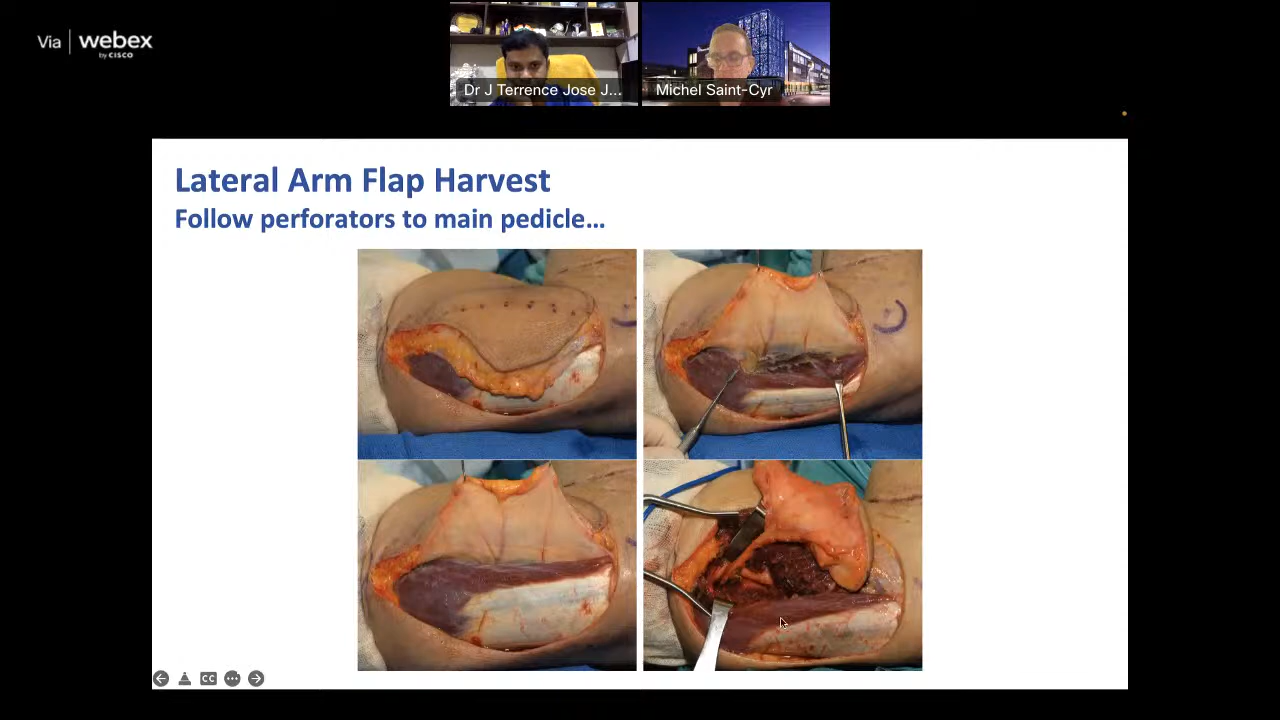 Via | webex
by CISCO
Dr J Terrence Jose J...
Michel Saint-Cyr
Lateral Arm Flap Harvest
Follow perforators to main pedicle...
CC